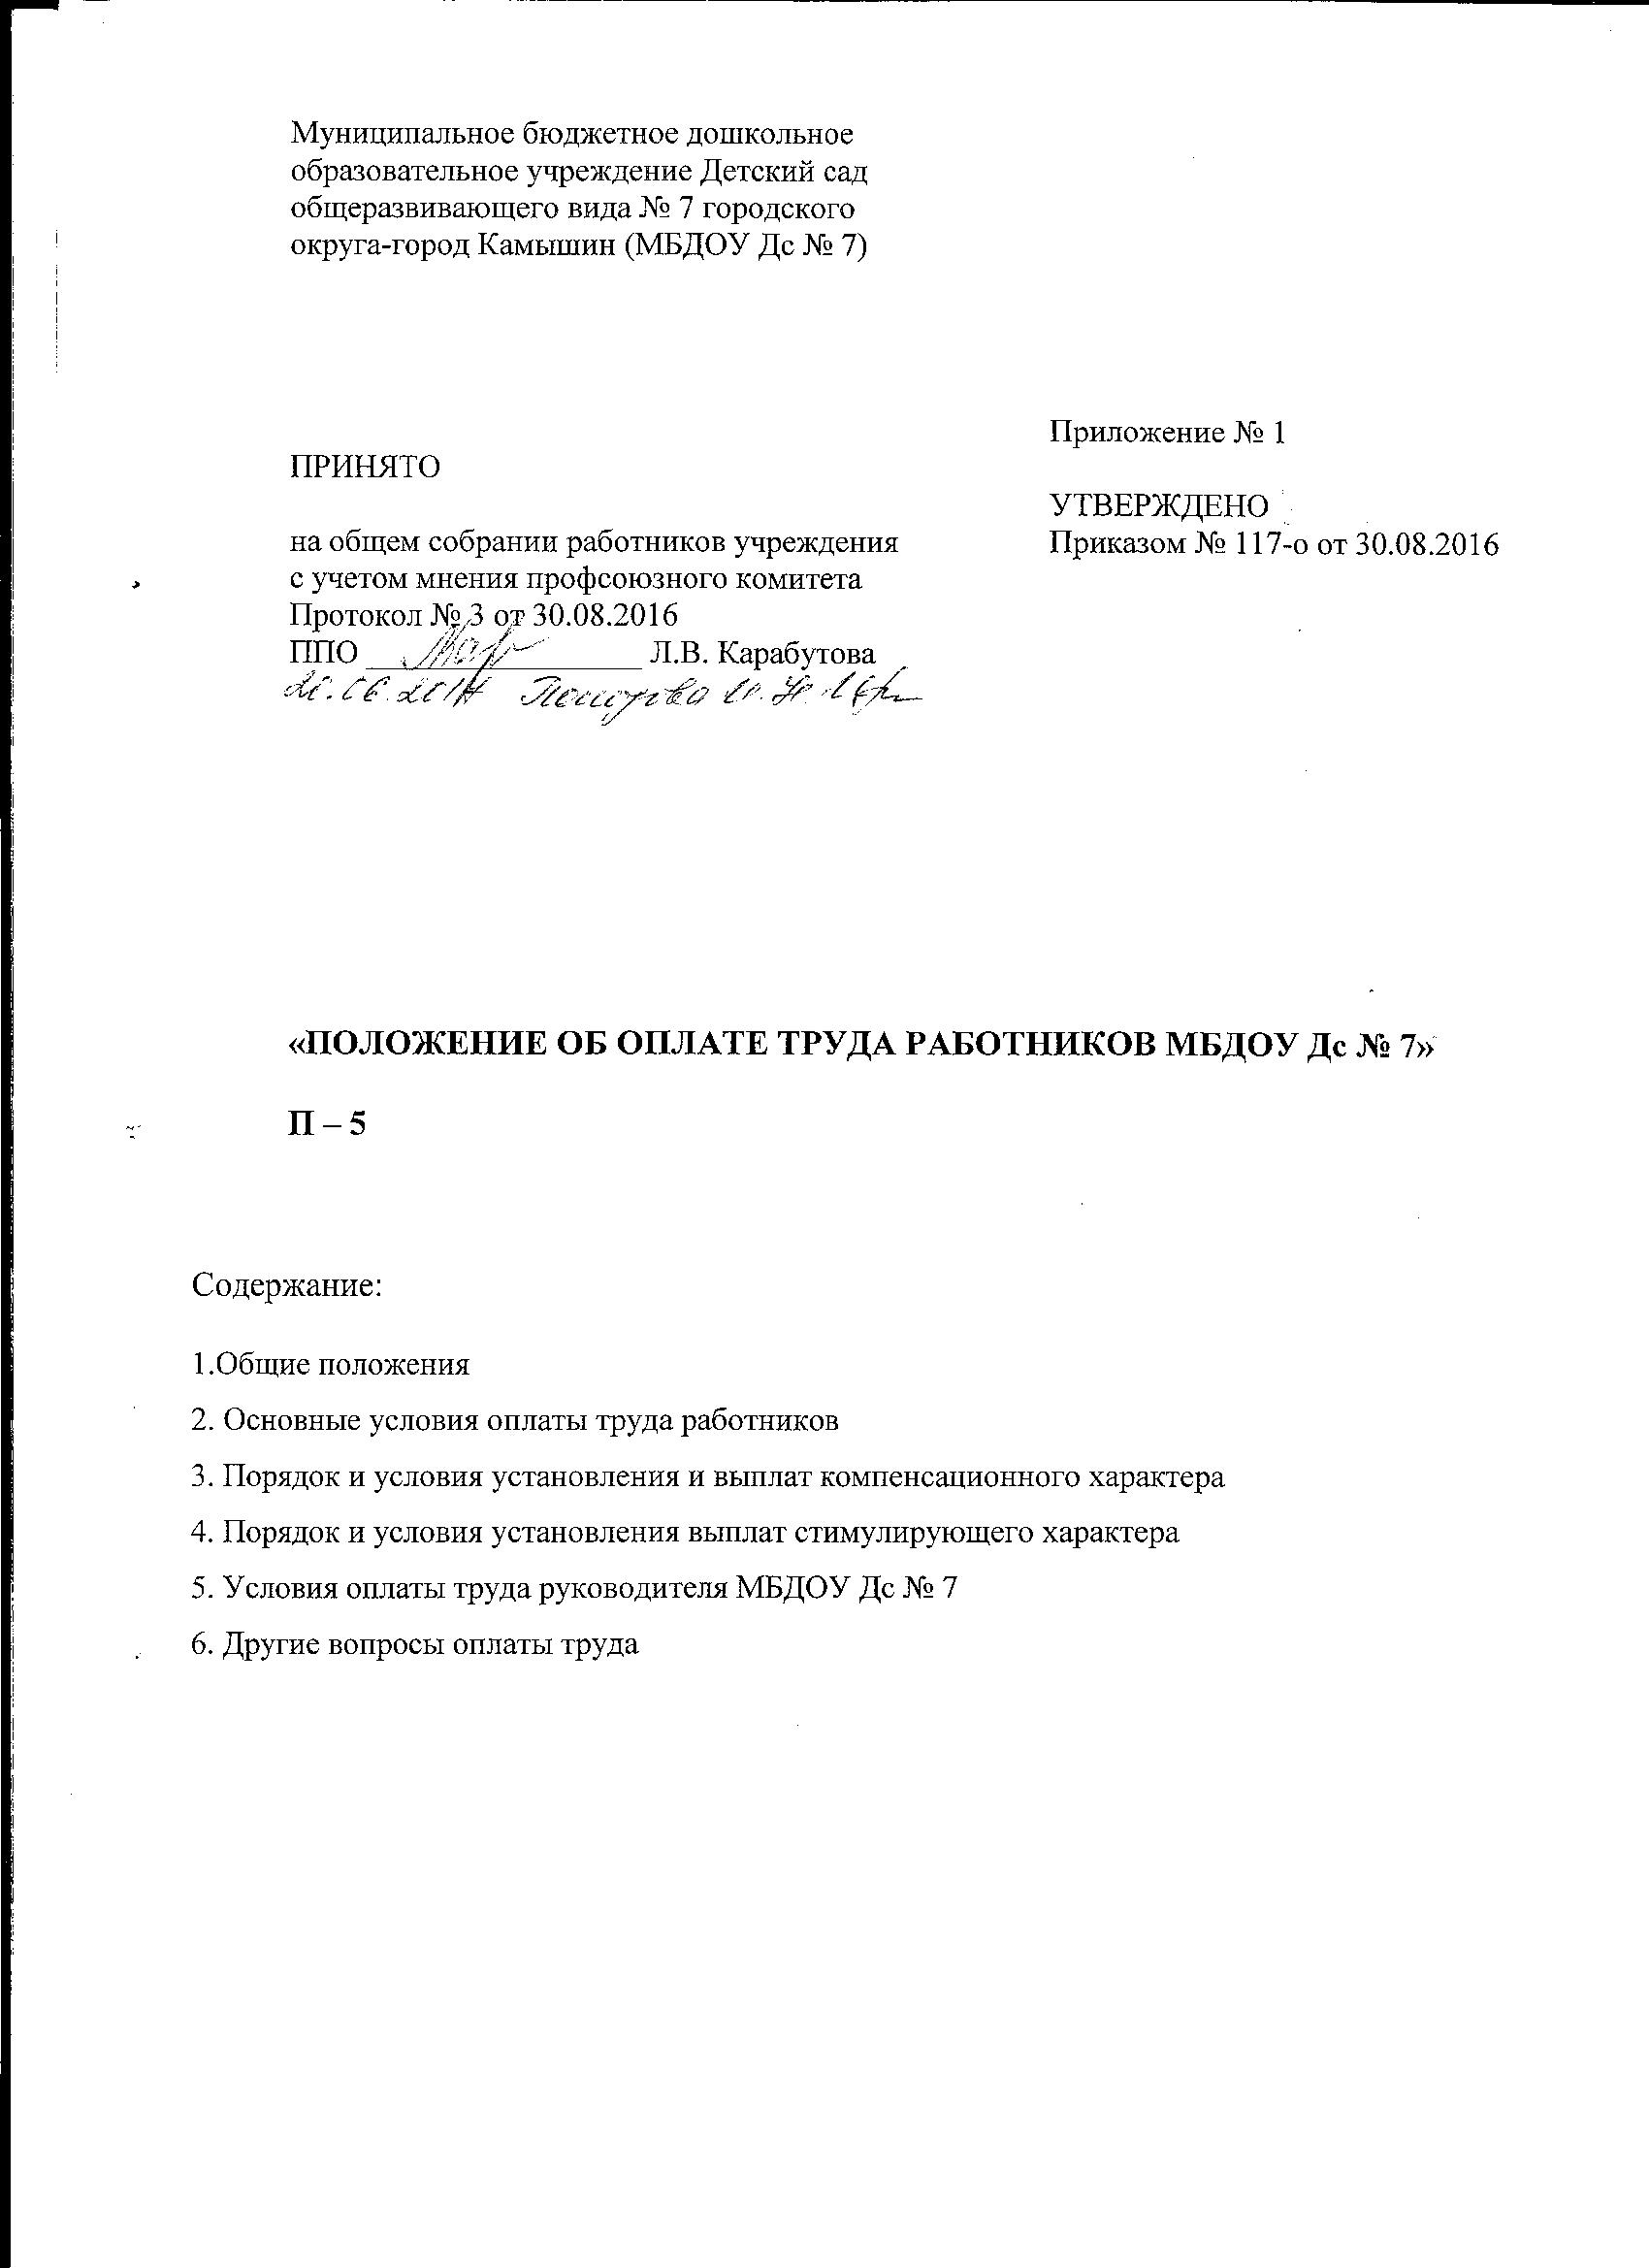 Муниципальное бюджетное дошкольное
образовательное учреждение Детский сад
общеразвивающего вида № 7 городского
округа-город Камышин (МБДОУ Дс № 7)
Приложение № 1
ПРИНЯТО
УТВЕРЖДЕНО
на общем собрании работников учреждения
Приказом № 117-о от 30.08.2016
с учетом мнения профсоюзного комитета
Протокол № 3 от 30.08.2016
ППО ________________ Л.В. Карабутова
«ПОЛОЖЕНИЕ ОБ ОПЛАТЕ ТРУДА РАБОТНИКОВ МБДОУ Дс № 7»
П – 5
Содержание:
1.Общие положения
2. Основные условия оплаты труда работников
3. Порядок и условия установления и выплат компенсационного характера
4. Порядок и условия установления выплат стимулирующего характера
5. Условия оплаты труда руководителя МБДОУ Дс № 7
6. Другие вопросы оплаты труда